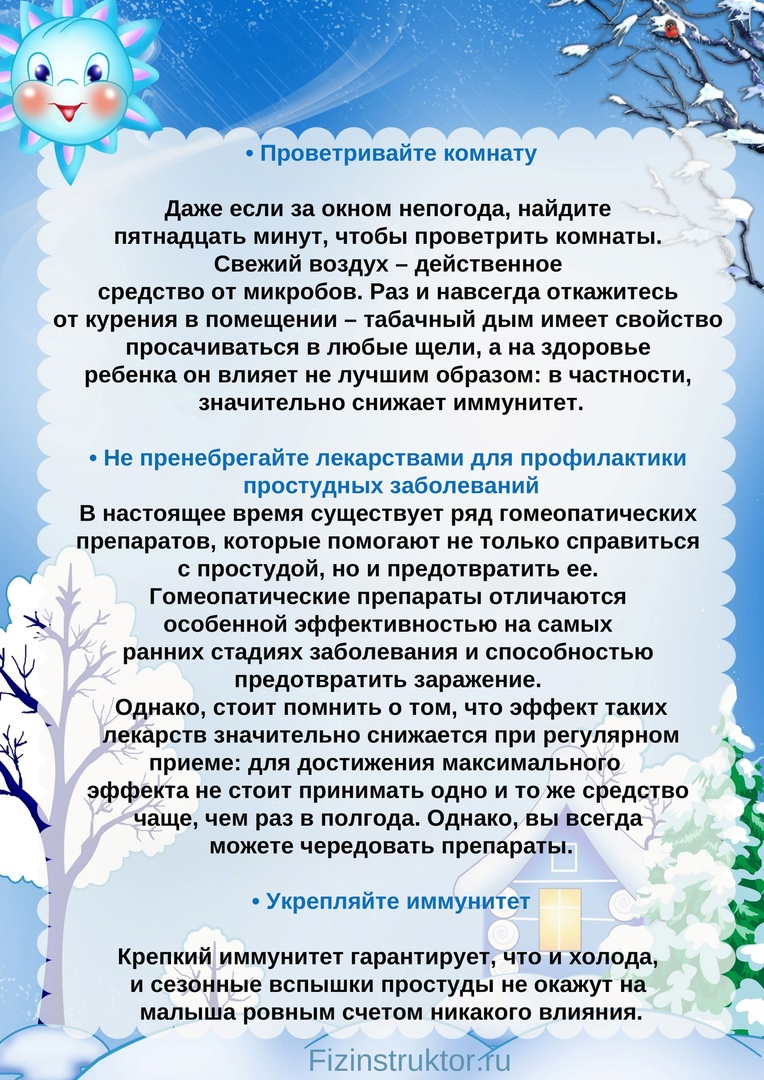 • Проветривайте комнату
Даже если за окном непогода, найдите
пятнадцать минут, чтобы проветрить комнаты.
Свежий воздух – действенное
средство от микробов. Раз и навсегда откажитесь
от курения в помещении – табачный дым имеет свойство
просачиваться в любые щели, а на здоровье
ребенка он влияет не лучшим образом: в частности,
значительно снижает иммунитет.
• Не пренебрегайте лекарствами для профилактики
простудных заболеваний
В настоящее время существует ряд гомеопатических
препаратов, которые помогают не только справиться
с простудой, но и предотвратить ее.
Гомеопатические препараты отличаются
особенной эффективностью на самых
ранних стадиях заболевания и способностью
предотвратить заражение.
Однако, стоит помнить о том, что эффект таких
лекарств значительно снижается при регулярном
приеме: для достижения максимального
эффекта не стоит принимать одно и то же средство
чаще, чем раз в полгода. Однако, вы всегда
можете чередовать препараты.
• Укрепляйте иммунитет
Крепкий иммунитет гарантирует, что и холода,
и сезонные вспышки простуды не окажут на
малыша ровным счетом никакого влияния.
Fizinstruktor.ru